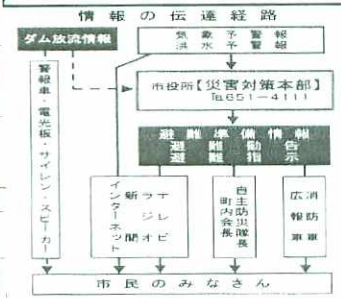 情報の伝達経路
ダム放流情報
気象予警報
洪水予警報
市役所【災害対策本部】
℡651-4111
避難準備情報
避難勧告
避難指示
警報車・電光板・サイレン・スピーカー
インターネット
新聞
ラジオ
テレビ
自主防災隊長
町内会長
消防車
広報車
市民のみなさん